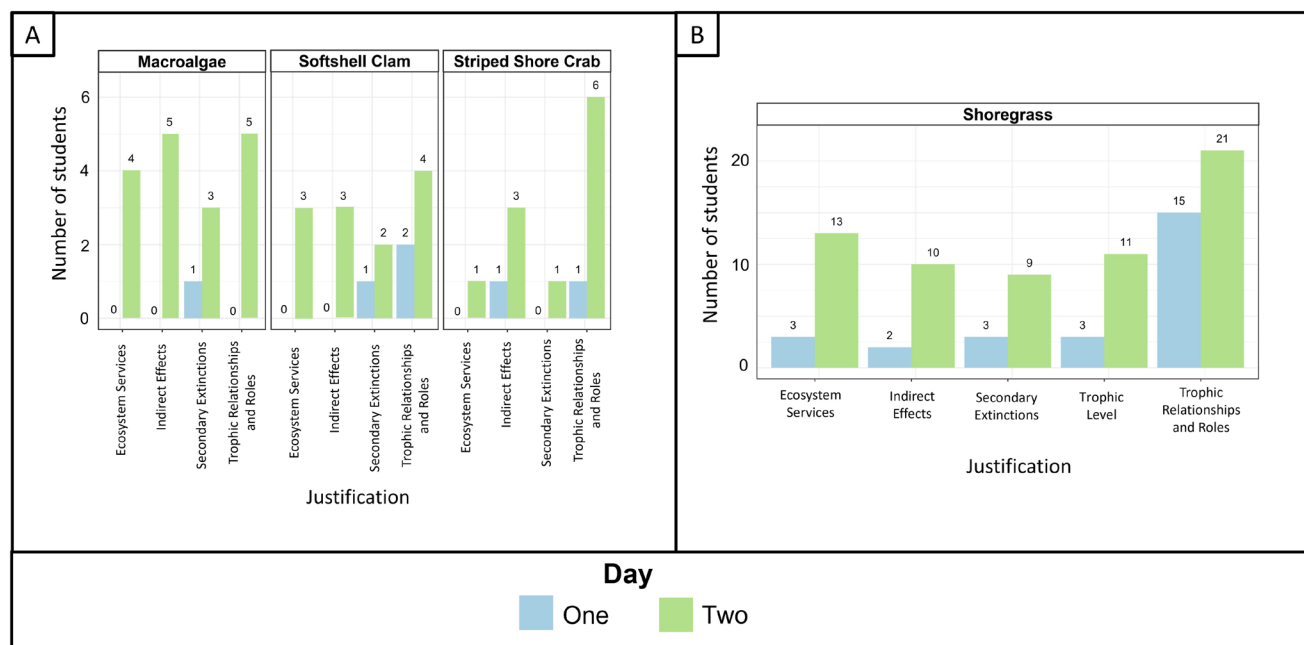 A
Macroalgae
Softshell Clam
Striped Shore Crab
Number of students
6
4
2
0
4
0
5
0
3
1
5
0
3
0
3
0
2
1
4
2
1
0
3
1
1
0
6
1
Ecosystem Services
Indirect Effects
Secondary Extinctions
Trophic Relationships
and Roles
Ecosystem Services
Indirect Effects
Secondary Extinctions
Trophic Relationships
and Roles
Ecosystem Services
Indirect Effects
Secondary Extinctions
Trophic Relationships
and Roles
Justification
B
Shoregrass
Number of students
20
10
0
3
13
2
10
3
9
3
11
15
21
Ecosystem
Services
Indirect
Effects
Secondary
Extinctions
Trophic
Level
Trophic
Relationships
and Roles
Justification
Day
One
Two